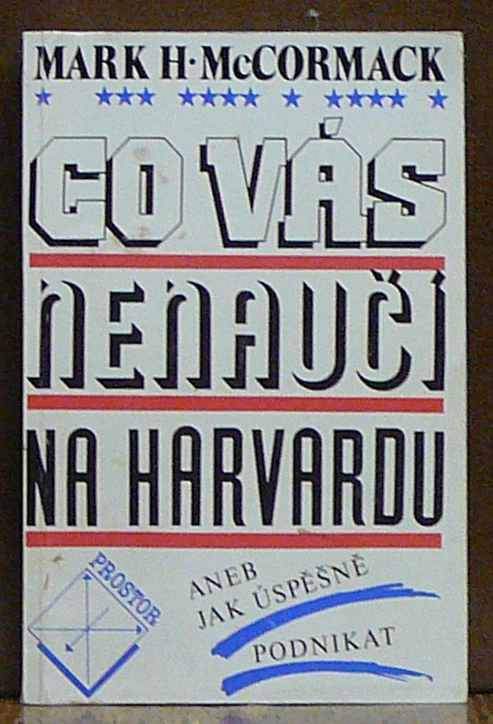 MARK H·McCORMACK
CO VÁS
NENAUČÍ
NA HARVARDU
PROSTOR
ANEB
JAK ÚSPĚŠNĚ
PODNIKAT